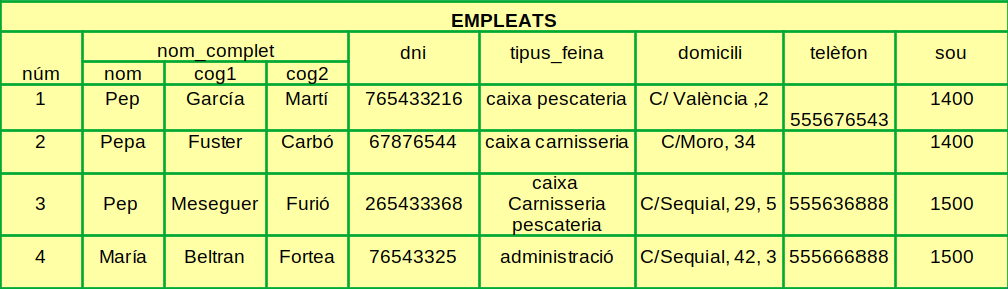 EMPLEATS
núm nom_complet dni tipus_feina domicili telèfon sou
nom cog1 cog2
1 Pep García Martí 765433216 caixa pescateria C/ València ,2 555676543 1400
2 Pepa Fuster Carbó 67876544 caixa carnisseria C/Moro, 34 1400
3 Pep Meseguer Furió 265433368 caixa
Carnisseria
pescateria C/Sequial, 29, 5 555636888 1500
4 María Beltran Fortea 76543325 administració C/Sequial, 42, 3 555666888 1500